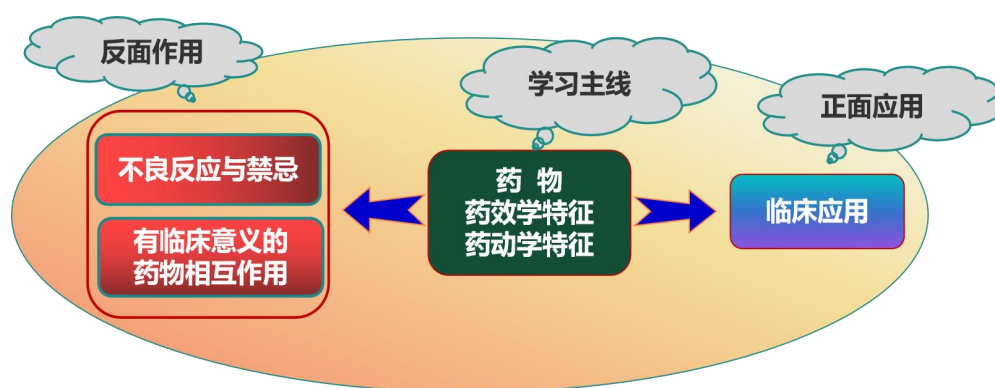 反面作用
学习主线
正面应用
不良反应与禁忌
有临床意义的
药物相互作用
药 物
药效学特征
药动学特征
临床应用